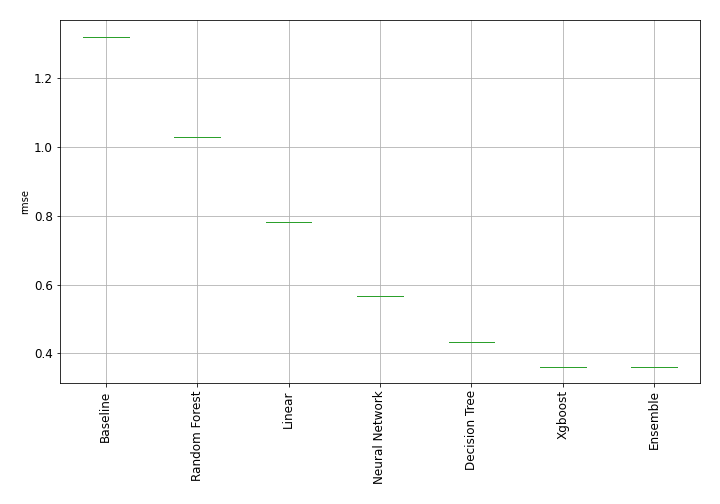 1.2
1.0
0.8
0.6
0.4
rmse
Baseline
Random Forest
Linear
Neural Network
Decision Tree
Xgboost
Ensemble